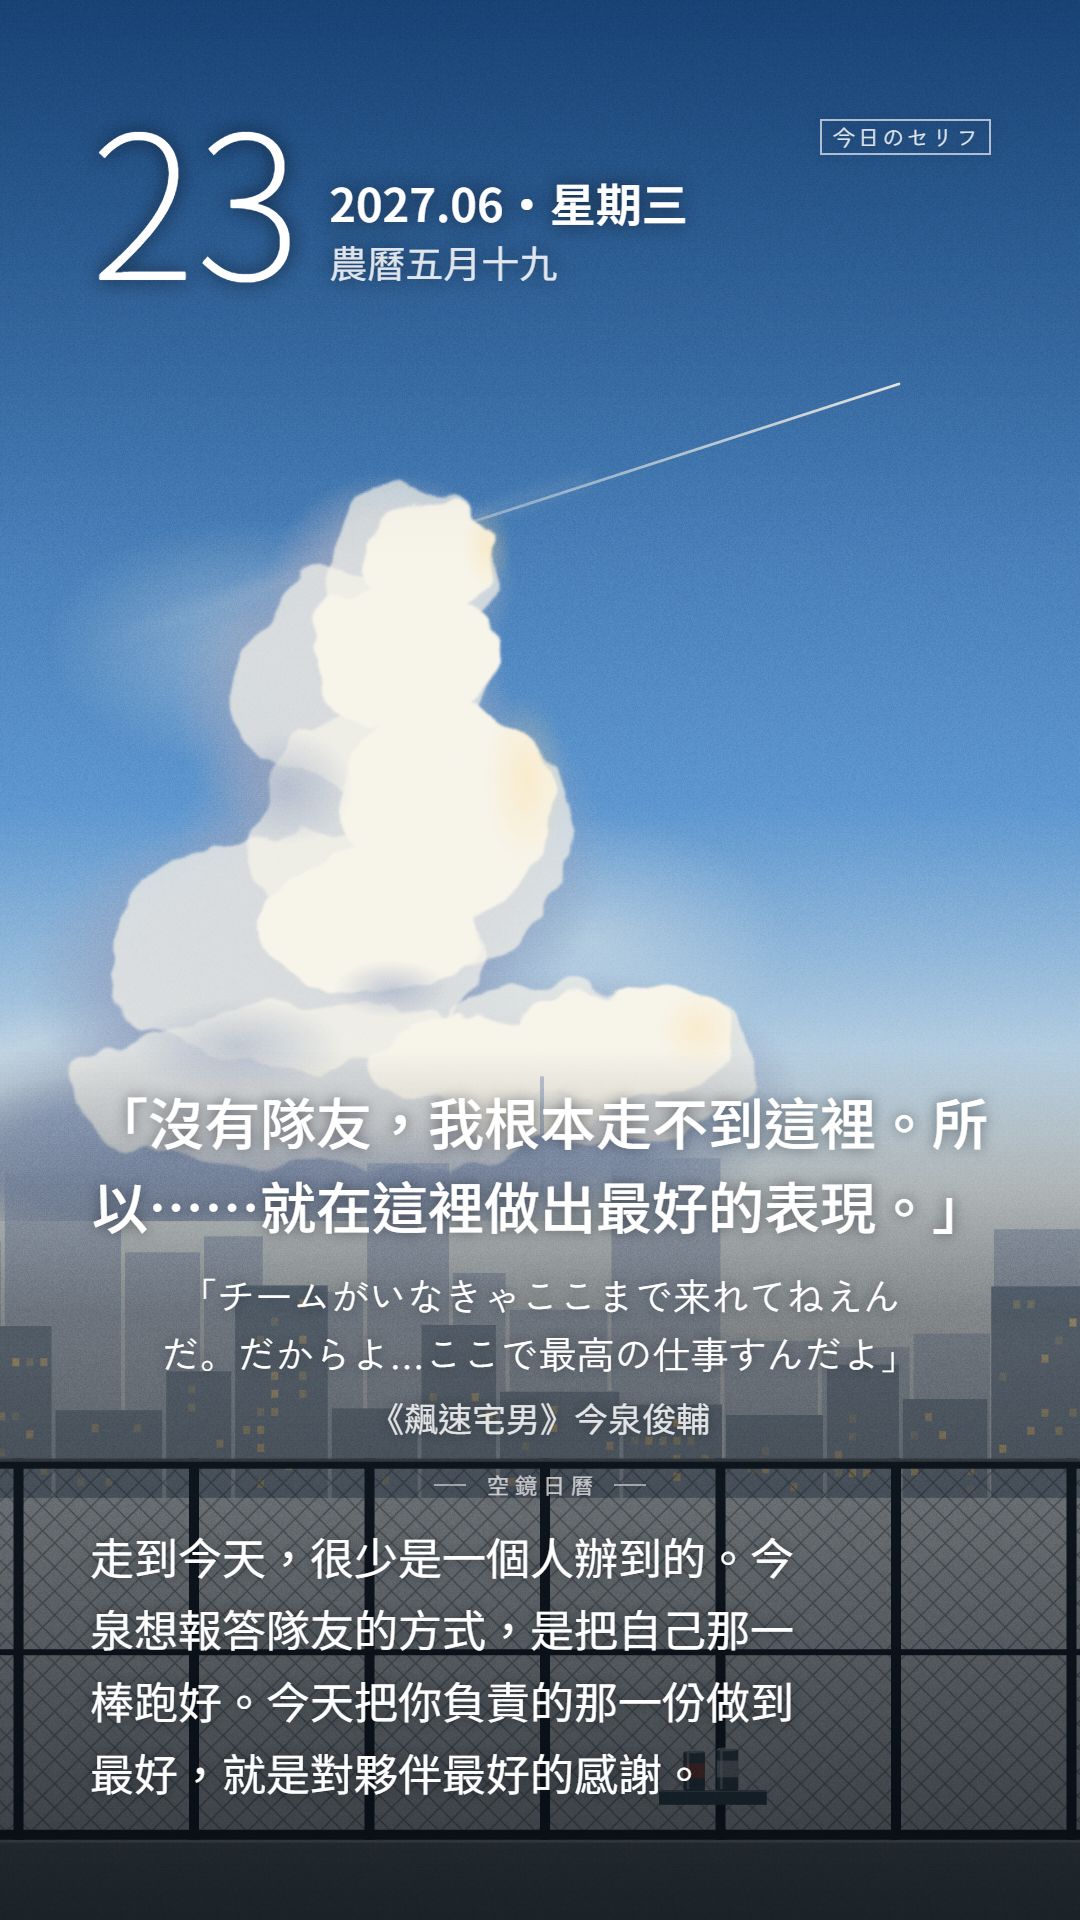 23
今日のセリフ
2027.06・星期三
農曆五月十九
「沒有隊友，我根本走不到這裡。所
以⋯⋯就在這裡做出最好的表現。」
「チームがいなきゃここまで来れてねえん
だ。だからよ…ここで最高の仕事すんだよ」
《飆速宅男》今泉俊輔
空鏡日曆
走到今天，很少是一個人辦到的。今
泉想報答隊友的方式，是把自己那一
棒跑好。今天把你負責的那一份做到
最好，就是對夥伴最好的感謝。